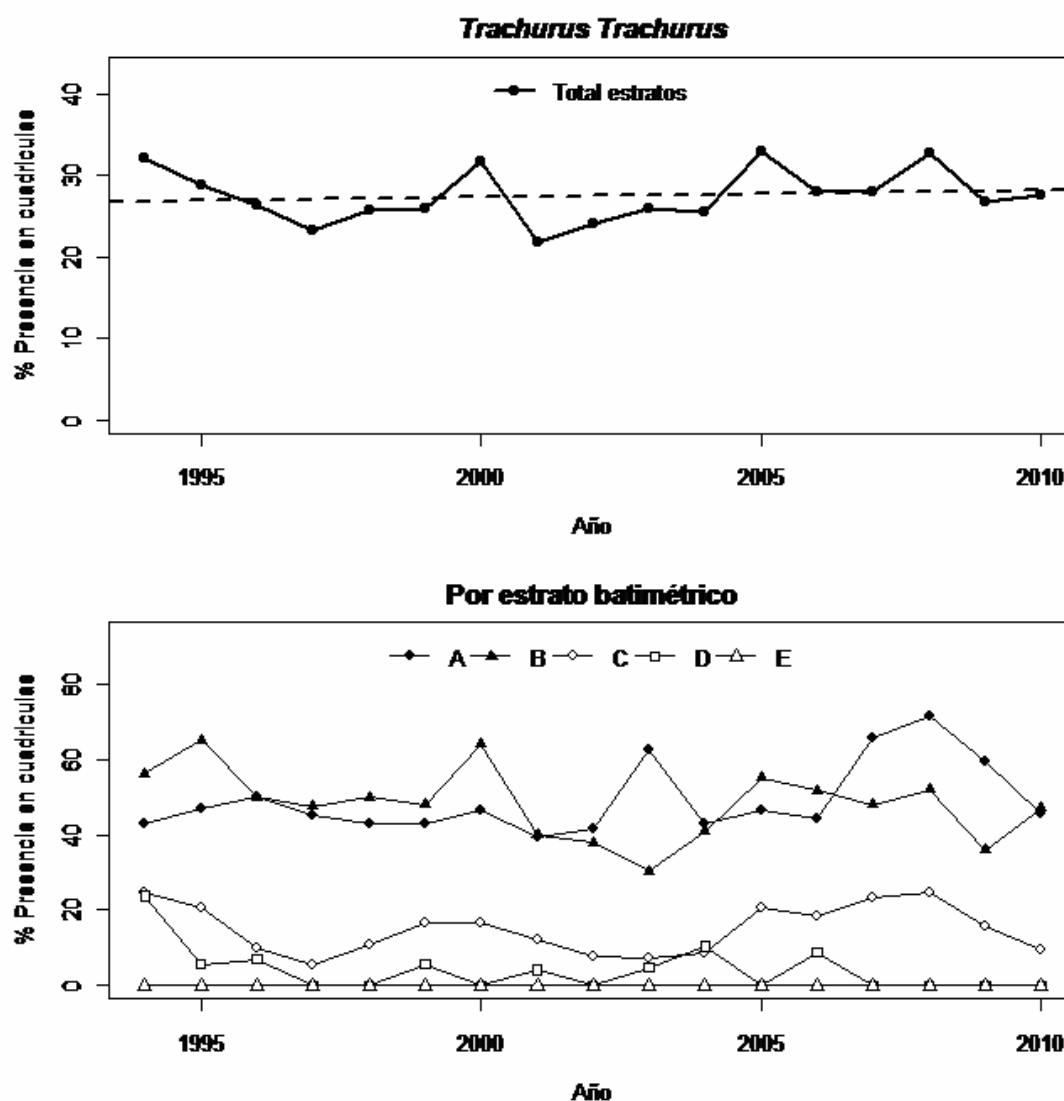 Trachurus Trachurus
Total estratos
% Presencia en cuadrículas
40
30
20
10
0
1995 2000 2005 2010
Año
Por estrato batimétrico
A B C D E
% Presencia en cuadrículas
80
60
40
20
0
1995 2000 2005 2010
Año